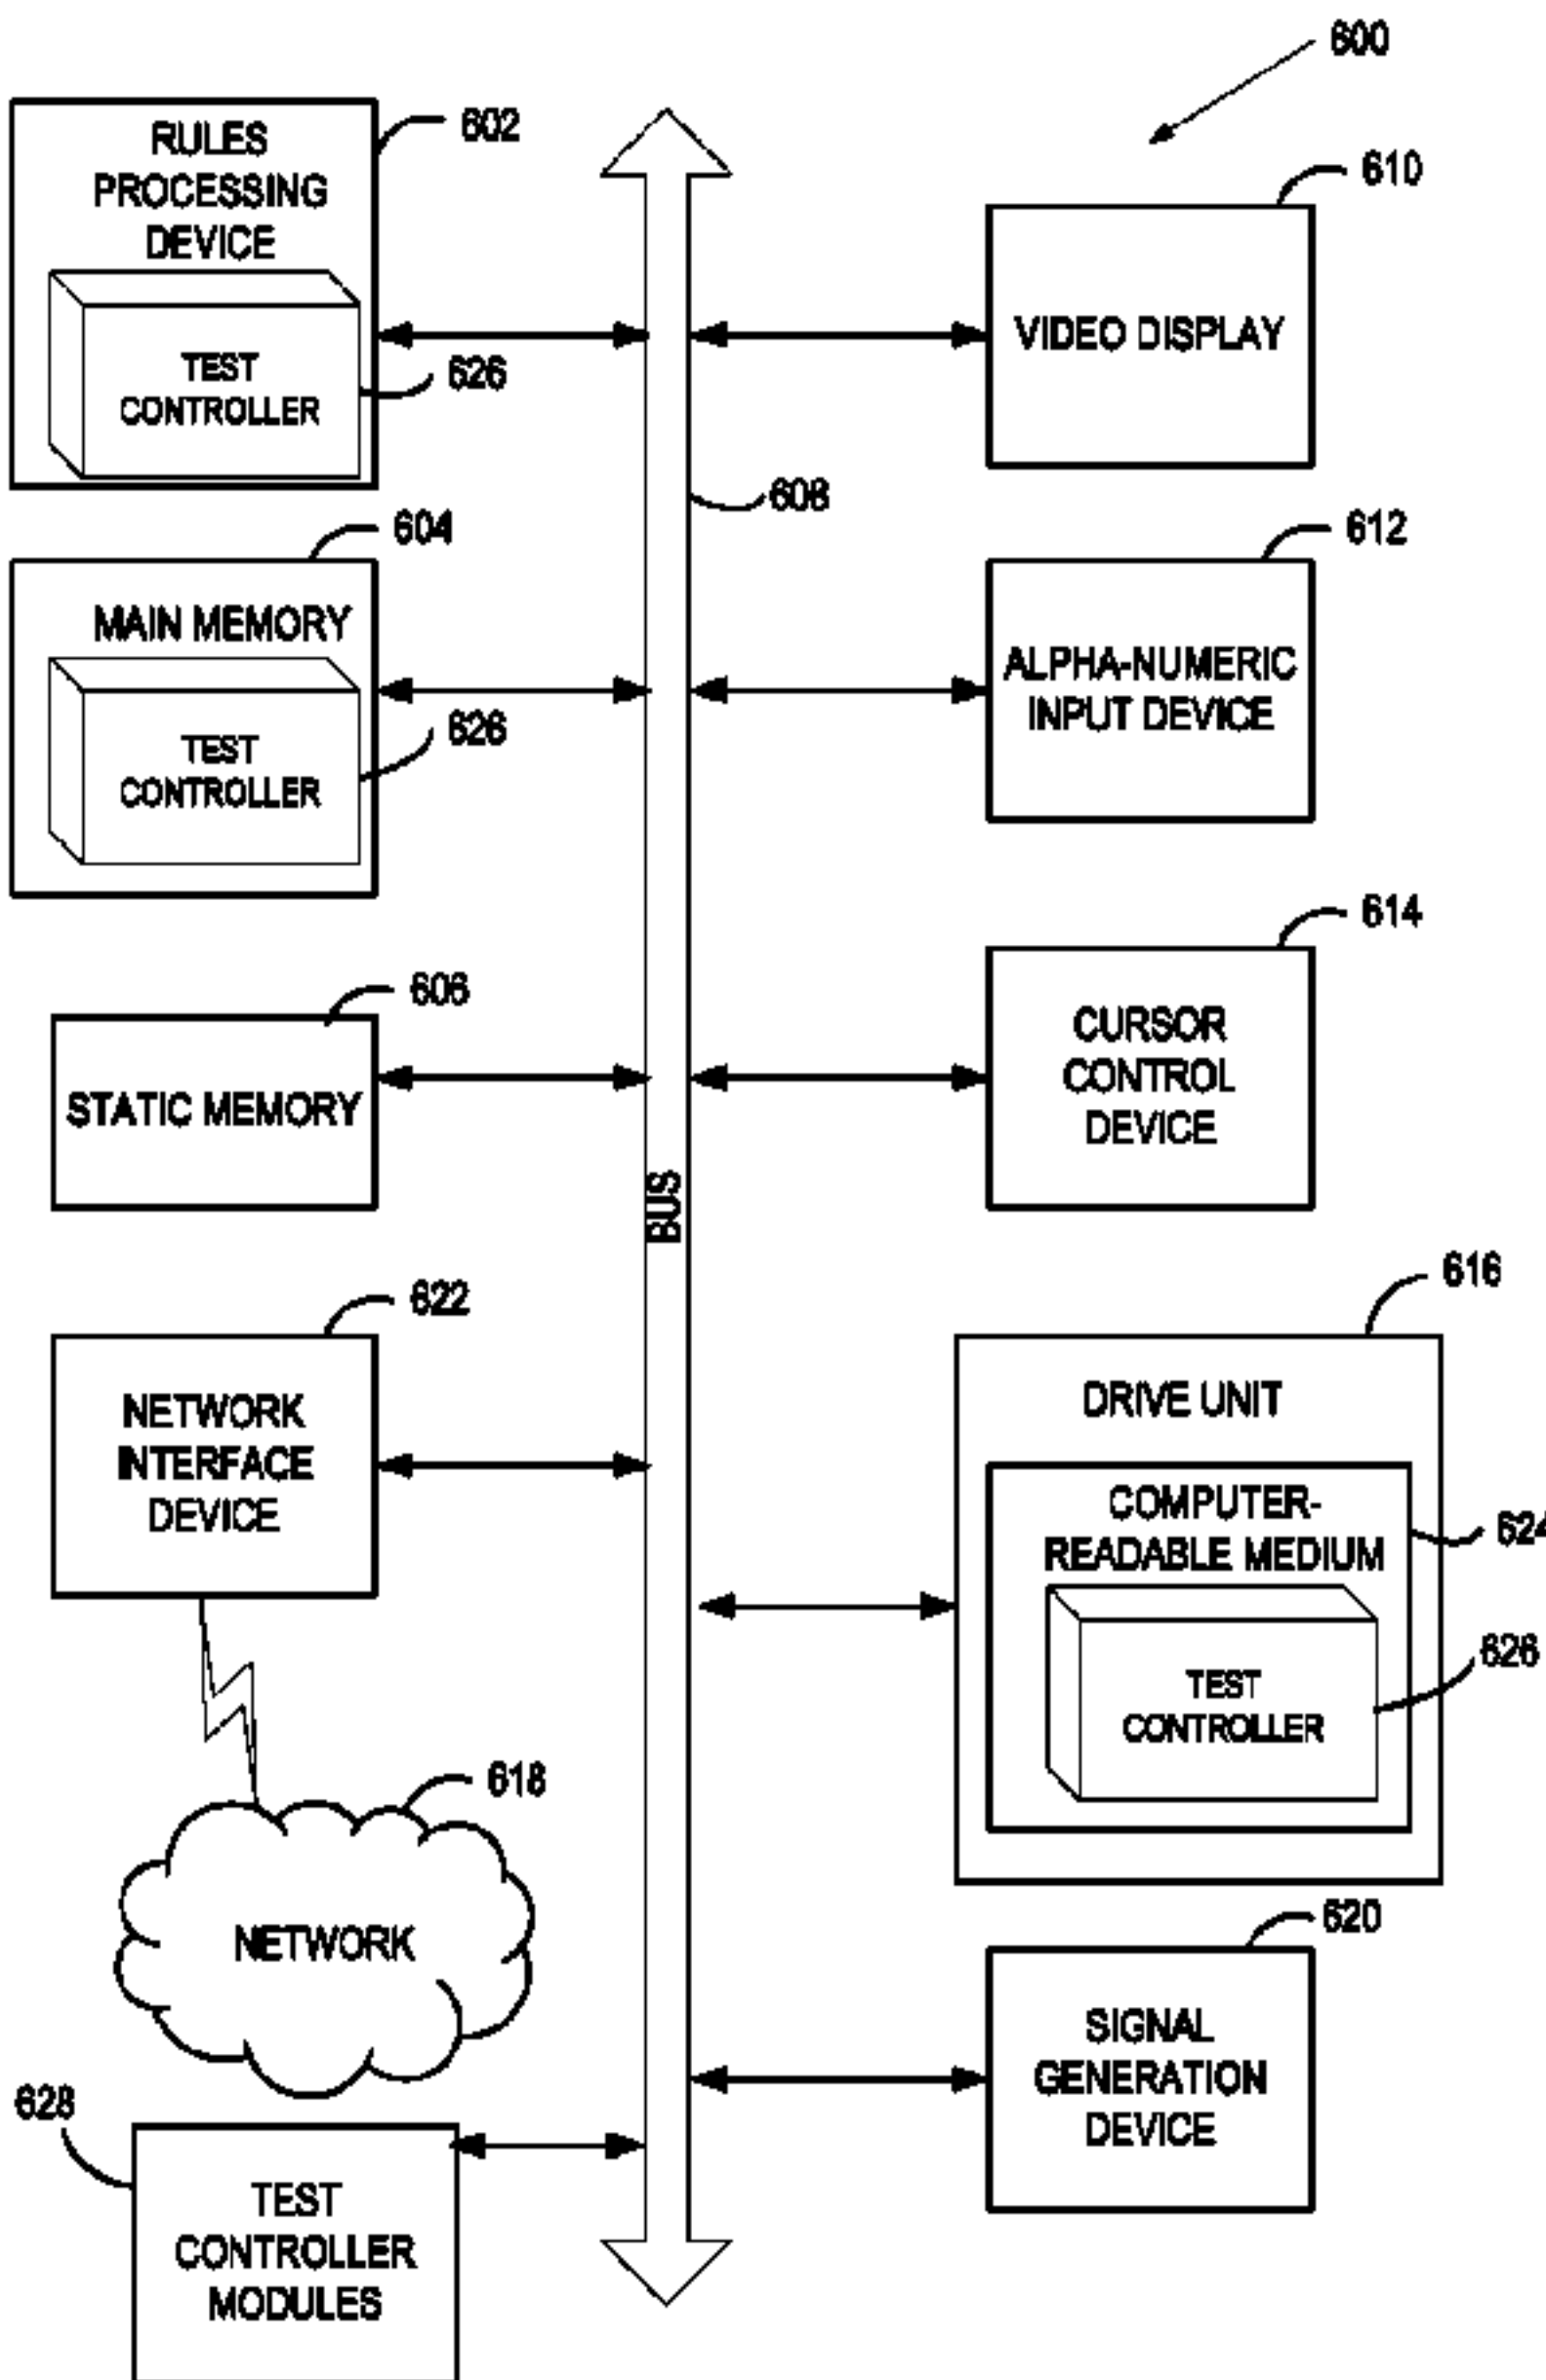 600
RULES
PROCESSING
DEVICE
602
TEST
CONTROLLER
626
610
VIDEO DISPLAY
608
604
MAIN MEMORY
TEST
CONTROLLER
626
612
ALPHA-NUMERIC
INPUT DEVICE
614
CURSOR
CONTROL
DEVICE
606
STATIC MEMORY
BUS
622
NETWORK
INTERFACE
DEVICE
616
DRIVE UNIT
COMPUTER-
READABLE MEDIUM
624
TEST
CONTROLLER
626
618
NETWORK
620
SIGNAL
GENERATION
DEVICE
628
TEST
CONTROLLER
MODULES